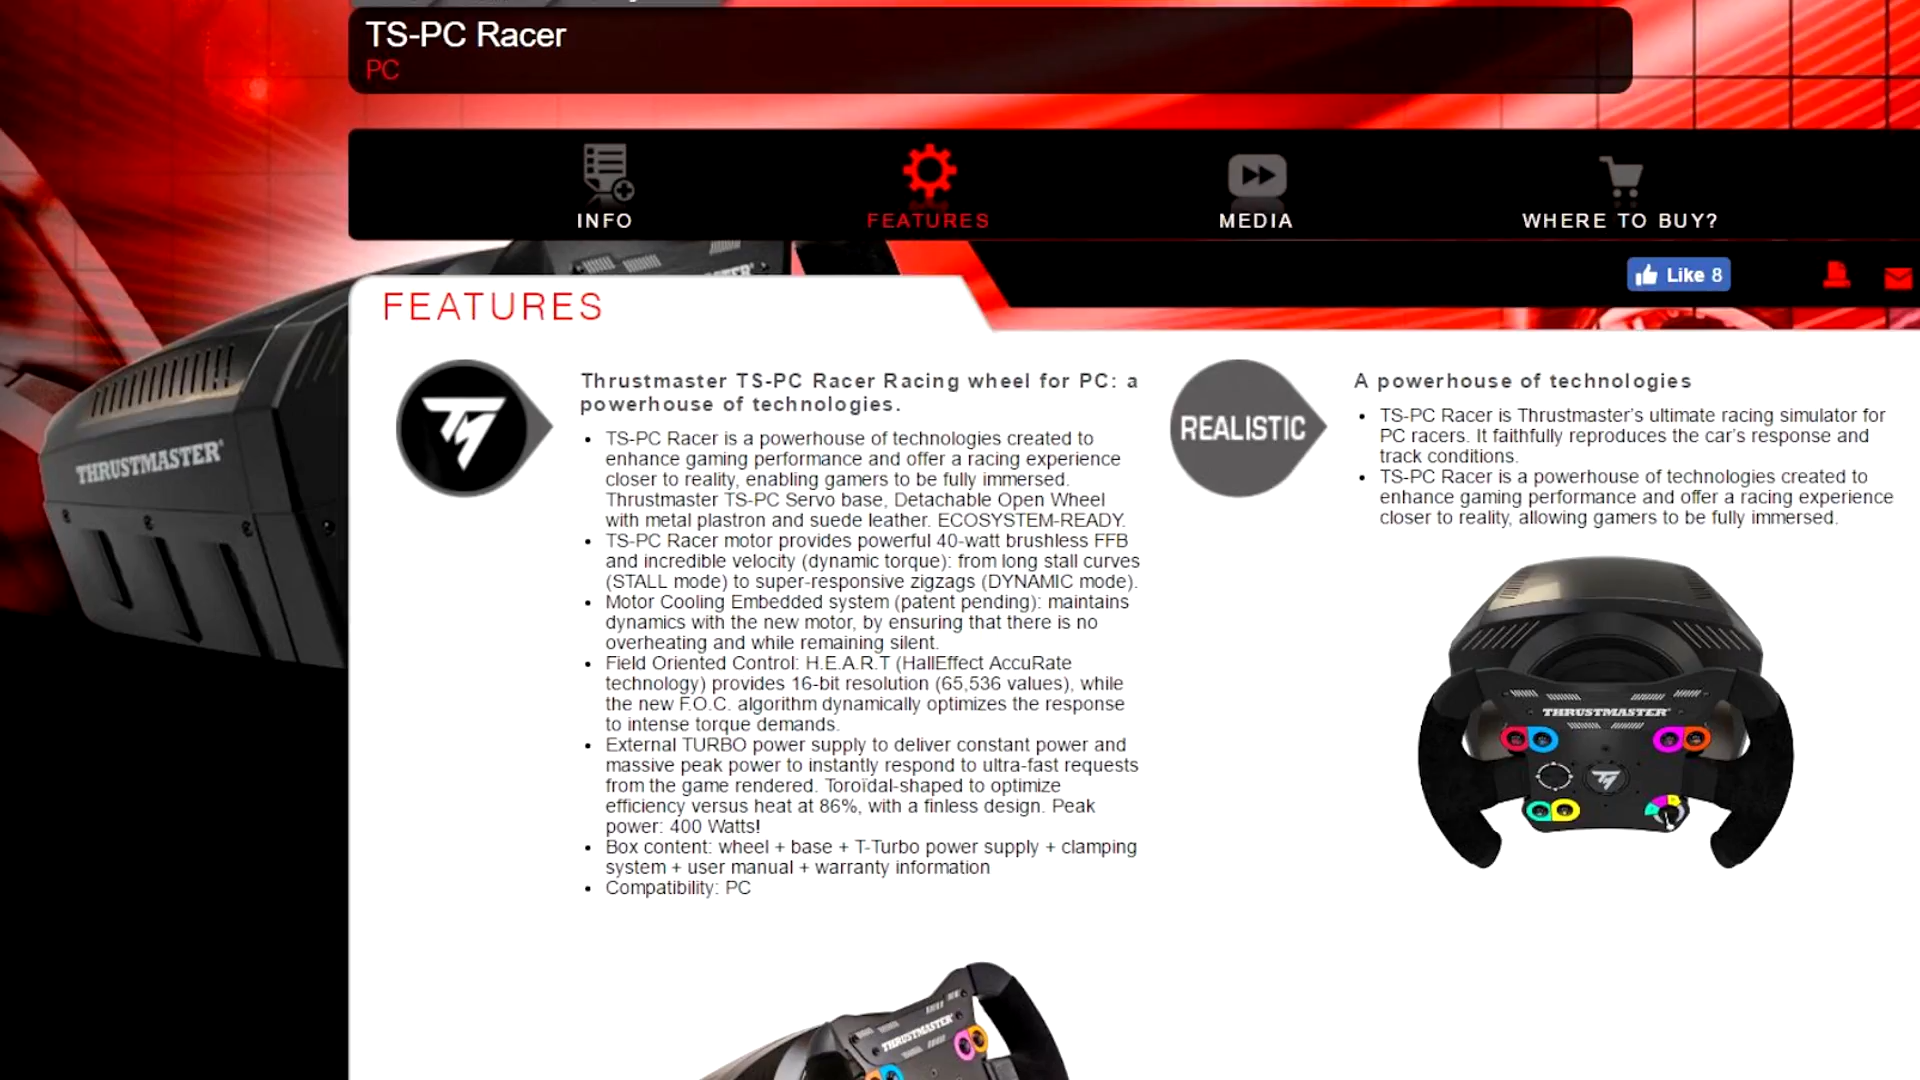 TS-PC Racer
PC
INFO
FEATURES
MEDIA
WHERE TO BUY?
Like 8
FEATURES
THRUSTMASTER
Thrustmaster TS-PC Racer Racing wheel for PC: a
powerhouse of technologies.
• TS-PC Racer is a powerhouse of technologies created to
enhance gaming performance and offer a racing experience
closer to reality, enabling gamers to be fully immersed.
Thrustmaster TS-PC Servo base, Detachable Open Wheel
with metal plastron and suede leather. ECOSYSTEM-READY.
• TS-PC Racer motor provides powerful 40-watt brushless FFB
and incredible velocity (dynamic torque): from long stall curves
(STALL mode) to super-responsive zigzags (DYNAMIC mode).
• Motor Cooling Embedded system (patent pending): maintains
dynamics with the new motor, by ensuring that there is no
overheating and while remaining silent.
• Field Oriented Control: H.E.A.R.T (HallEffect AccuRate
technology) provides 16-bit resolution (65,536 values), while
the new F.O.C. algorithm dynamically optimizes the response
to intense torque demands.
• External TURBO power supply to deliver constant power and
massive peak power to instantly respond to ultra-fast requests
from the game rendered. Toroïdal-shaped to optimize
efficiency versus heat at 86%, with a finless design. Peak
power: 400 Watts!
• Box content: wheel + base + T-Turbo power supply + clamping
system + user manual + warranty information
• Compatibility: PC
REALISTIC
A powerhouse of technologies
• TS-PC Racer is Thrustmaster’s ultimate racing simulator for
PC racers. It faithfully reproduces the car’s response and
track conditions.
• TS-PC Racer is a powerhouse of technologies created to
enhance gaming performance and offer a racing experience
closer to reality, allowing gamers to be fully immersed.
THRUSTMASTER
THRUSTMASTER